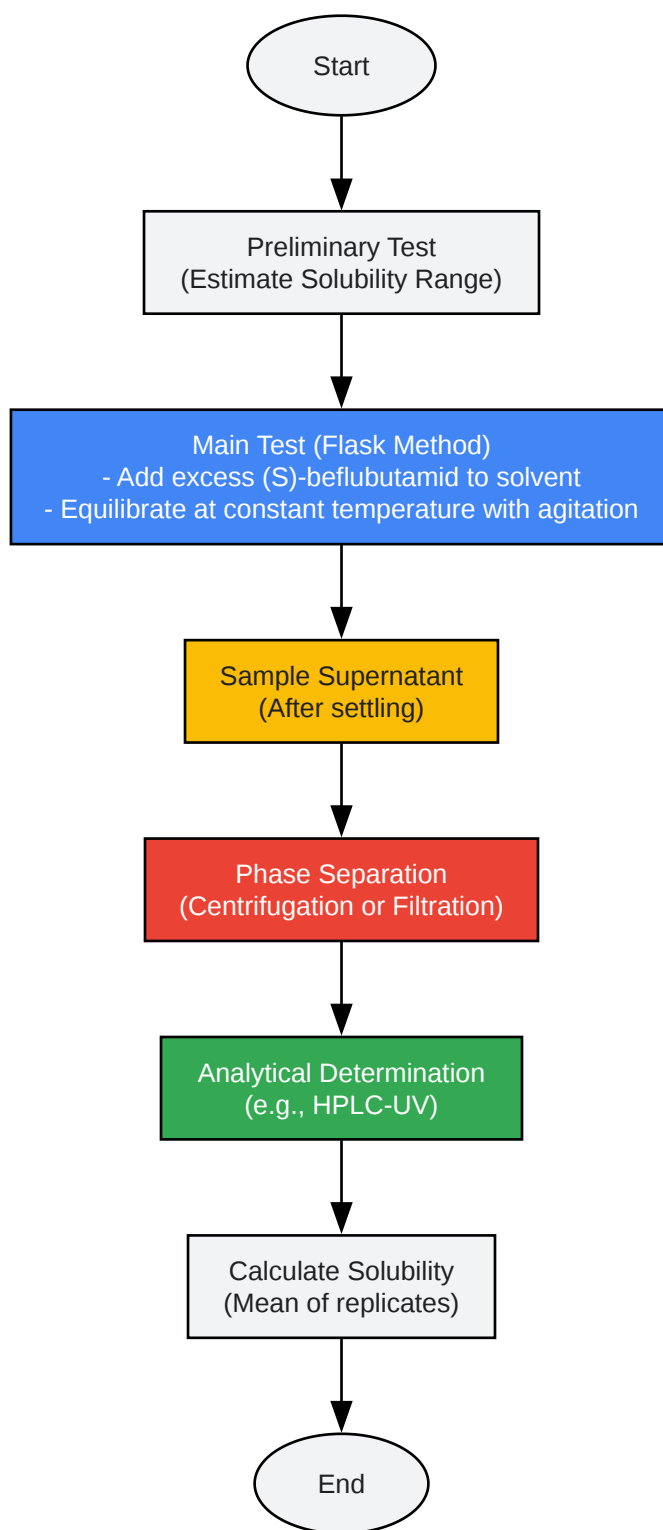 Start
Preliminary Test
(Estimate Solubility Range)
Main Test (Flask Method)
- Add excess (S)-beflubutamid to solvent
- Equilibrate at constant temperature with agitation
Sample Supernatant
(After settling)
Phase Separation
(Centrifugation or Filtration)
Analytical Determination
(e.g., HPLC-UV)
Calculate Solubility
(Mean of replicates)
End